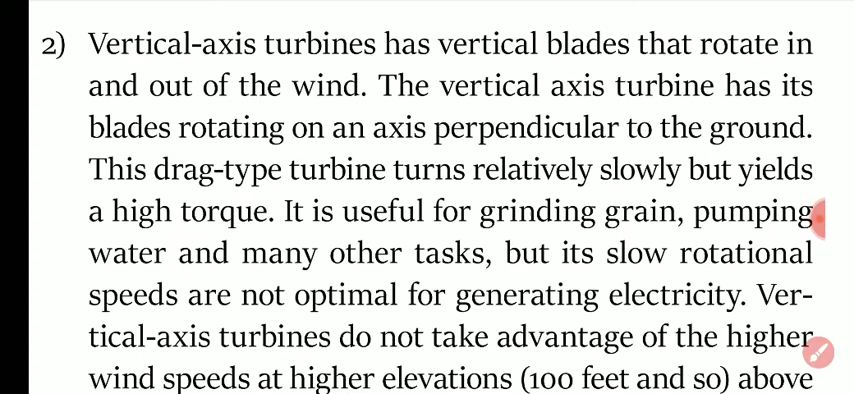 2) Vertical-axis turbines has vertical blades that rotate in
and out of the wind. The vertical axis turbine has its
blades rotating on an axis perpendicular to the ground.
This drag-type turbine turns relatively slowly but yields
a high torque. It is useful for grinding grain, pumping
water and many other tasks, but its slow rotational
speeds are not optimal for generating electricity. Ver-
tical-axis turbines do not take advantage of the higher
wind speeds at higher elevations (100 feet and so) above